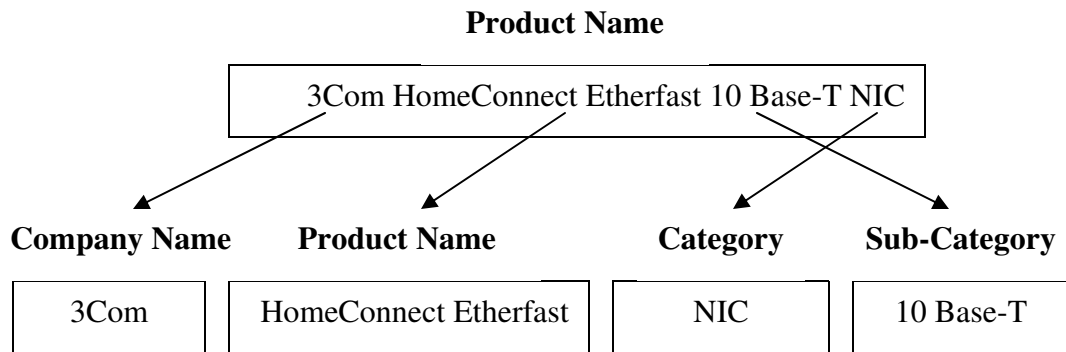 Product Name
3Com HomeConnect Etherfast 10 Base-T NIC
Company Name Product Name Category Sub-Category
3Com HomeConnect Etherfast NIC 10 Base-T